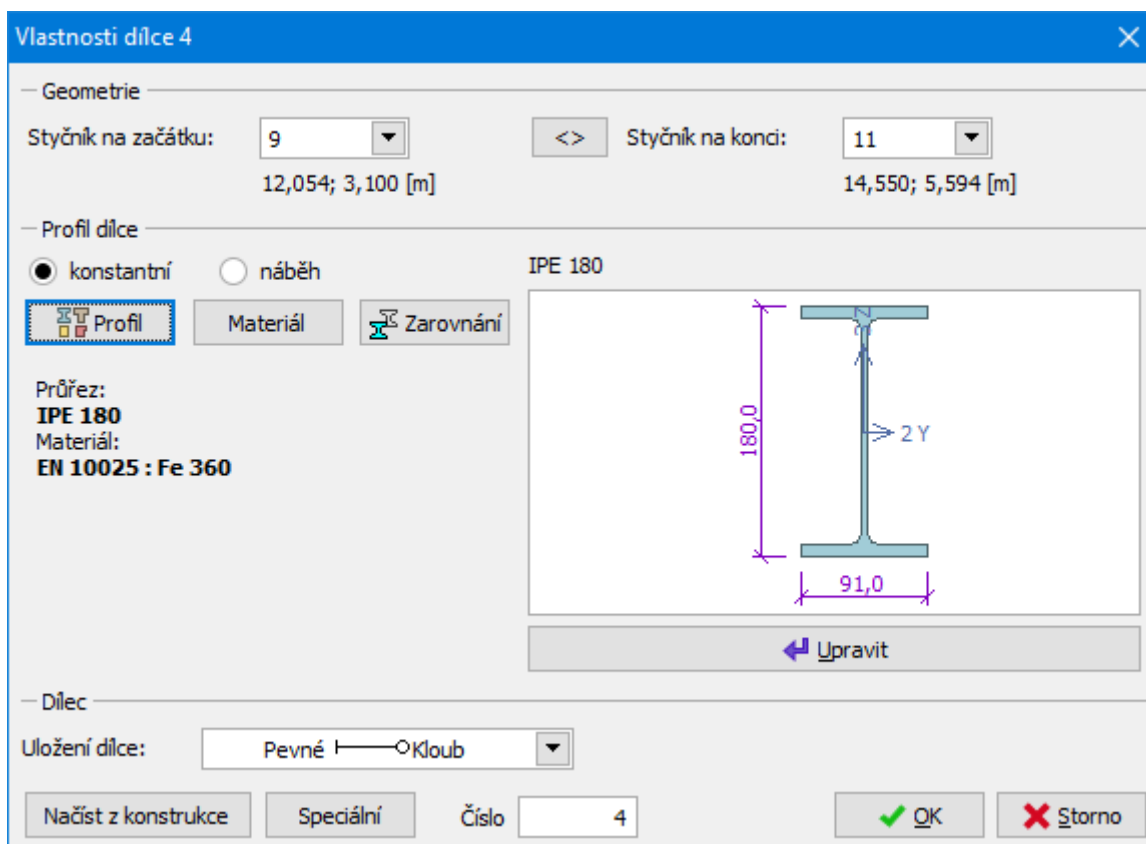 Vlastnosti dílce 4
Geometrie
Styčník na začátku: 9 <> Styčník na konci: 11
12,054; 3,100 [m] 14,550; 5,594 [m]
Profil dílce
konstantní náběh IPE 180
Profil Materiál Zarovnání
Průřez:
IPE 180
Materiál:
EN 10025 : Fe 360
180,0
2 Y
91,0
Upravit
Dílec
Uložení dílce: Pevné Kloub
Načíst z konstrukce Speciální Číslo 4 OK Storno